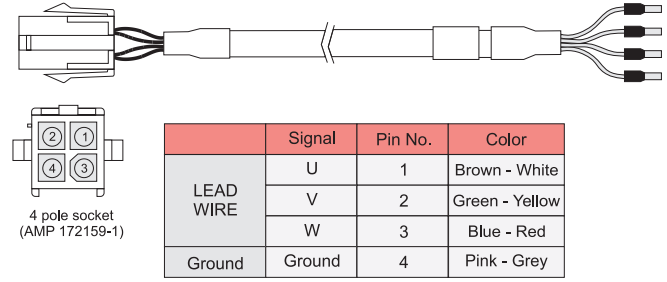 2 1
4 3
4 pole socket
(AMP 172159-1)
Signal Pin No. Color
LEAD WIRE U 1 Brown - White
V 2 Green - Yellow
W 3 Blue - Red
Ground Ground 4 Pink - Grey